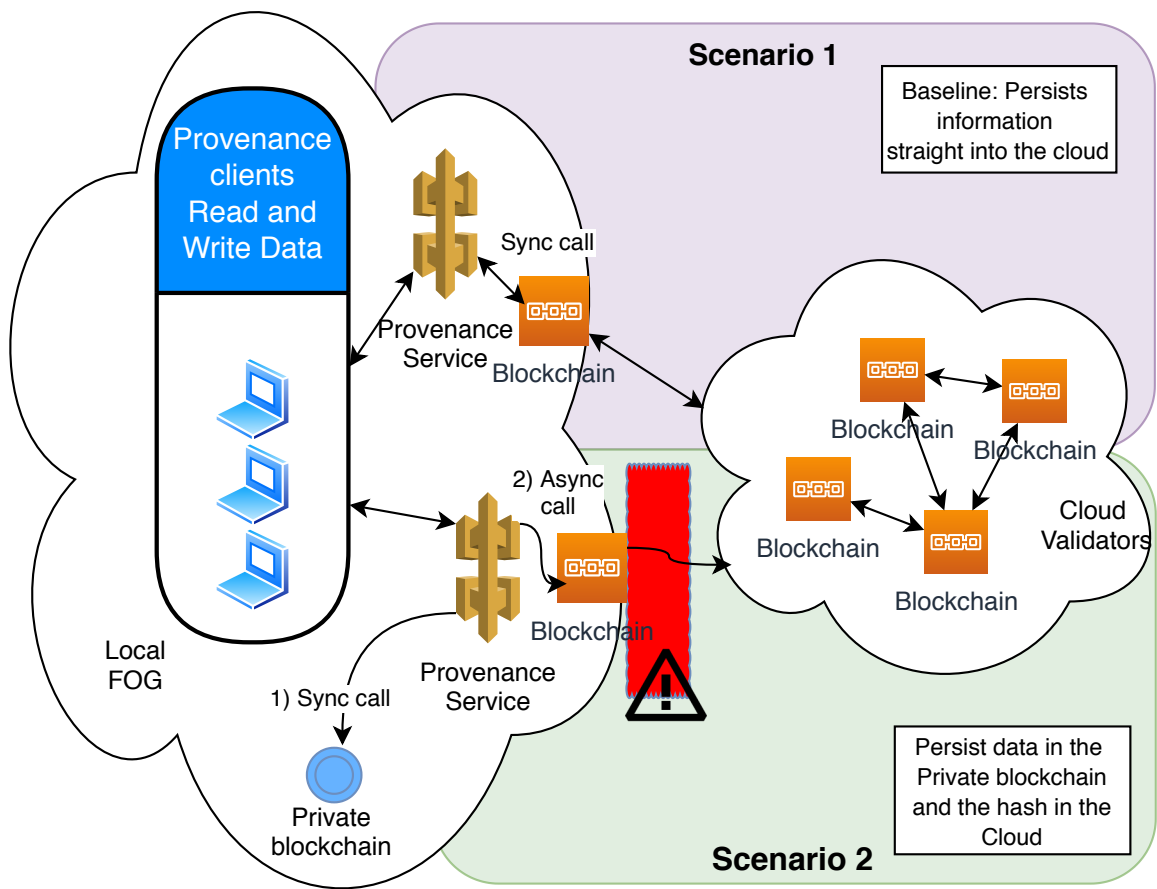 Scenario 1
Baseline: Persists
information
straight into the cloud
Provenance
clients
Read and
Write Data
Sync call
Provenance
Service
Blockchain
Blockchain
Blockchain
Blockchain
Blockchain
Cloud
Validators
2) Async
call
Blockchain
Provenance
Service
Local
FOG
1) Sync call
Private
blockchain
Persist data in the
Private blockchain
and the hash in the
Cloud
Scenario 2